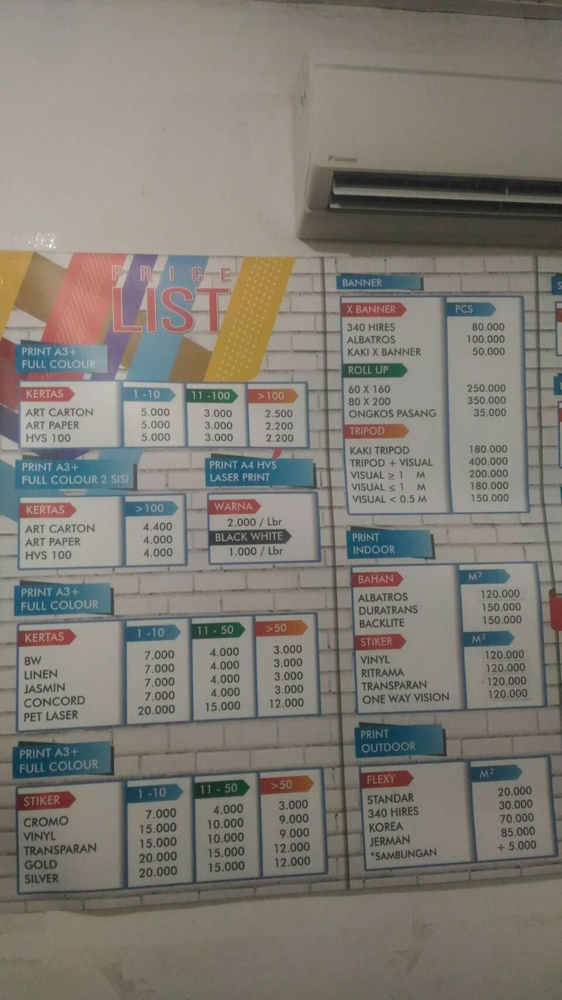 DAIKIN
PRICE
LIST
PRINT A3+
FULL COLOUR
KERTAS 1 -10 11 -100 >100
ART CARTON 5.000 3.000 2.500
ART PAPER 5.000 3.000 2.200
HVS 100 5.000 3.000 2.200
PRINT A3+
FULL COLOUR 2 SISI
KERTAS >100
ART CARTON 4.400
ART PAPER 4.000
HVS 100 4.000
PRINT A4 HVS
LASER PRINT
WARNA
2.000 / Lbr
BLACK WHITE
1.000 / Lbr
PRINT A3+
FULL COLOUR
KERTAS 1 -10 11 - 50 >50
BW 7.000 4.000 3.000
LINEN 7.000 4.000 3.000
JASMIN 7.000 4.000 3.000
CONCORD 7.000 4.000 3.000
PET LASER 20.000 15.000 12.000
PRINT A3+
FULL COLOUR
STIKER 1 -10 11 - 50 >50
CROMO 7.000 4.000 3.000
VINYL 15.000 10.000 9.000
TRANSPARAN 15.000 10.000 9.000
GOLD 20.000 15.000 12.000
SILVER 20.000 15.000 12.000
BANNER
X BANNER PCS
340 HIRES 80.000
ALBATROS 100.000
KAKI X BANNER 50.000
ROLL UP
60 X 160 250.000
80 X 200 350.000
ONGKOS PASANG 35.000
TRIPOD
KAKI TRIPOD 180.000
TRIPOD + VISUAL 400.000
VISUAL ≥ 1 M 200.000
VISUAL ≤ 1 M 180.000
VISUAL < 0.5 M 150.000
PRINT
INDOOR
BAHAN M²
ALBATROS 120.000
DURATRANS 150.000
BACKLITE 150.000
STIKER M²
VINYL 120.000
RITRAMA 120.000
TRANSPARAN 120.000
ONE WAY VISION 120.000
PRINT
OUTDOOR
FLEXY M²
STANDAR 20.000
340 HIRES 30.000
KOREA 70.000
JERMAN 85.000
*SAMBUNGAN + 5.000